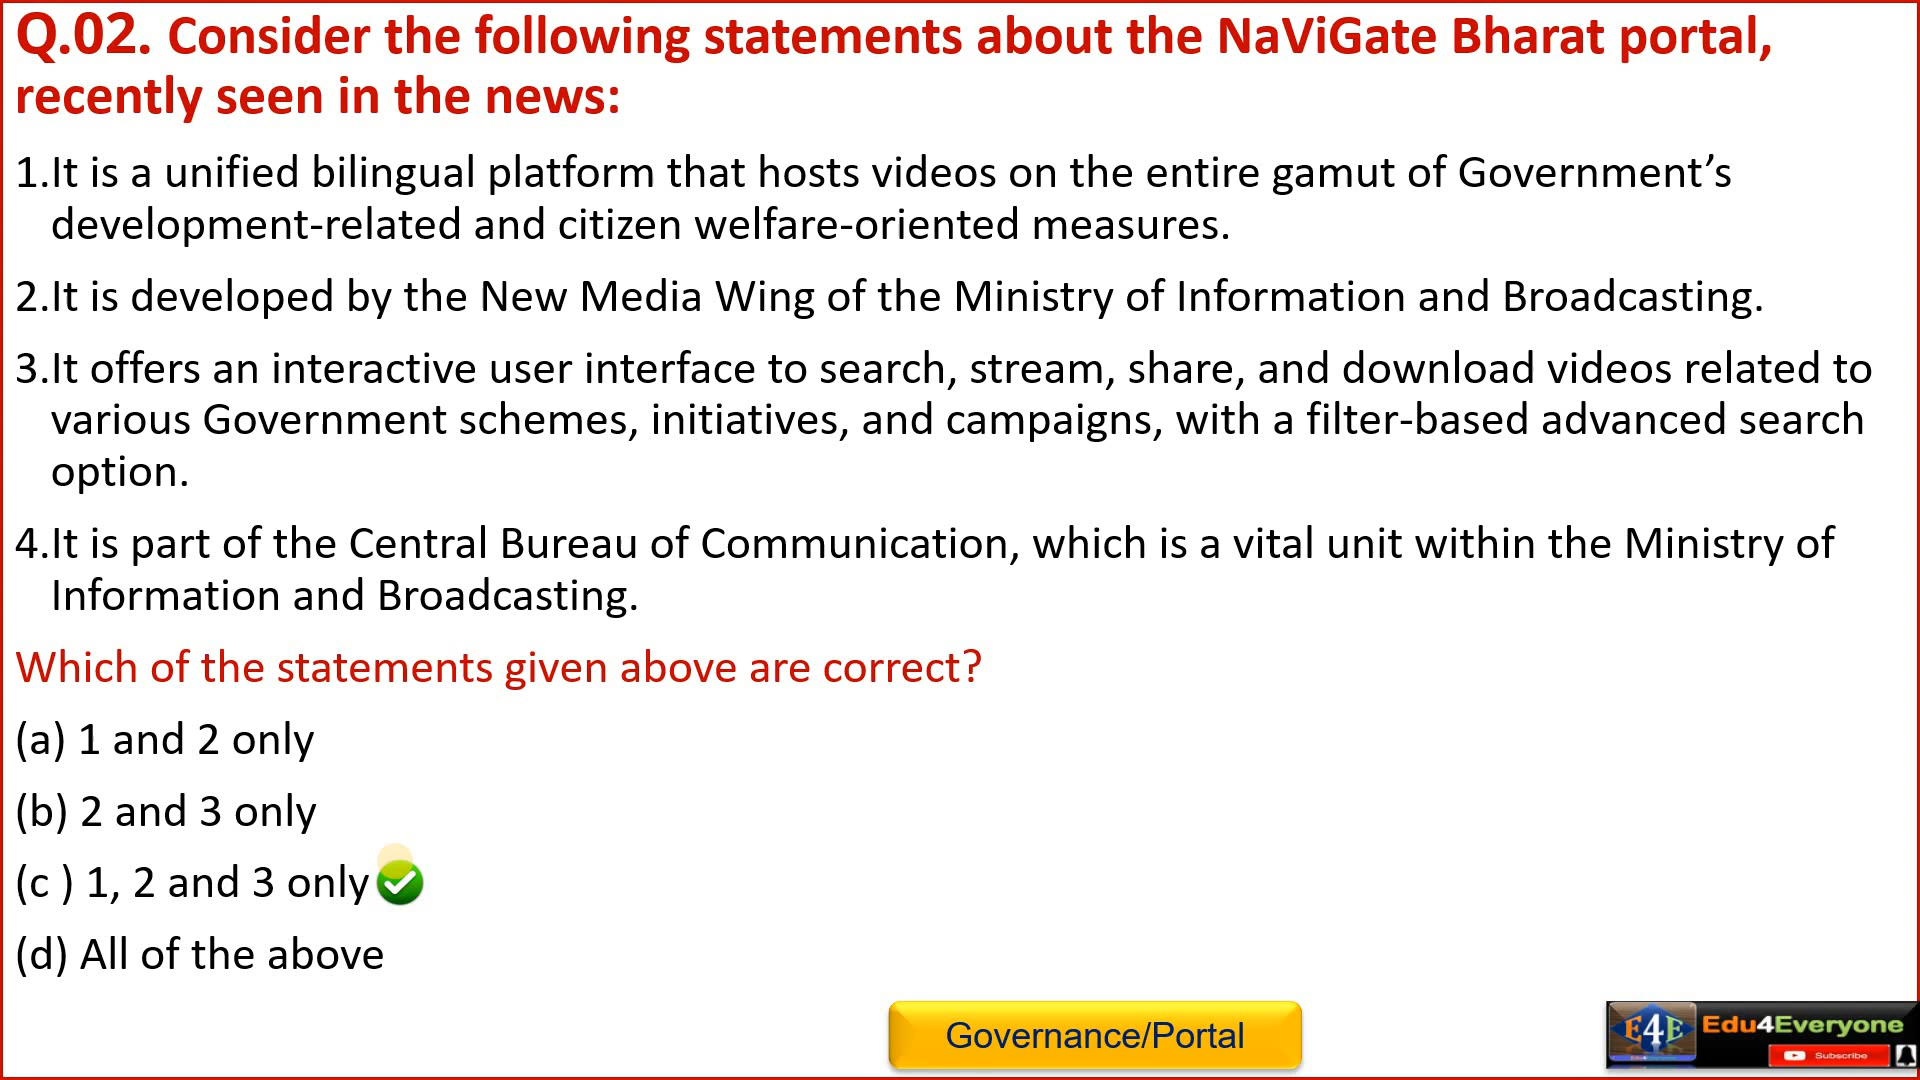 Q.02. Consider the following statements about the NaViGate Bharat portal,
recently seen in the news:
1.It is a unified bilingual platform that hosts videos on the entire gamut of Government’s
development-related and citizen welfare-oriented measures.
2.It is developed by the New Media Wing of the Ministry of Information and Broadcasting.
3.It offers an interactive user interface to search, stream, share, and download videos related to
various Government schemes, initiatives, and campaigns, with a filter-based advanced search
option.
4.It is part of the Central Bureau of Communication, which is a vital unit within the Ministry of
Information and Broadcasting.
Which of the statements given above are correct?
(a) 1 and 2 only
(b) 2 and 3 only
(c ) 1, 2 and 3 only
(d) All of the above
Governance/Portal
E4E
Edu4Everyone
Subscribe